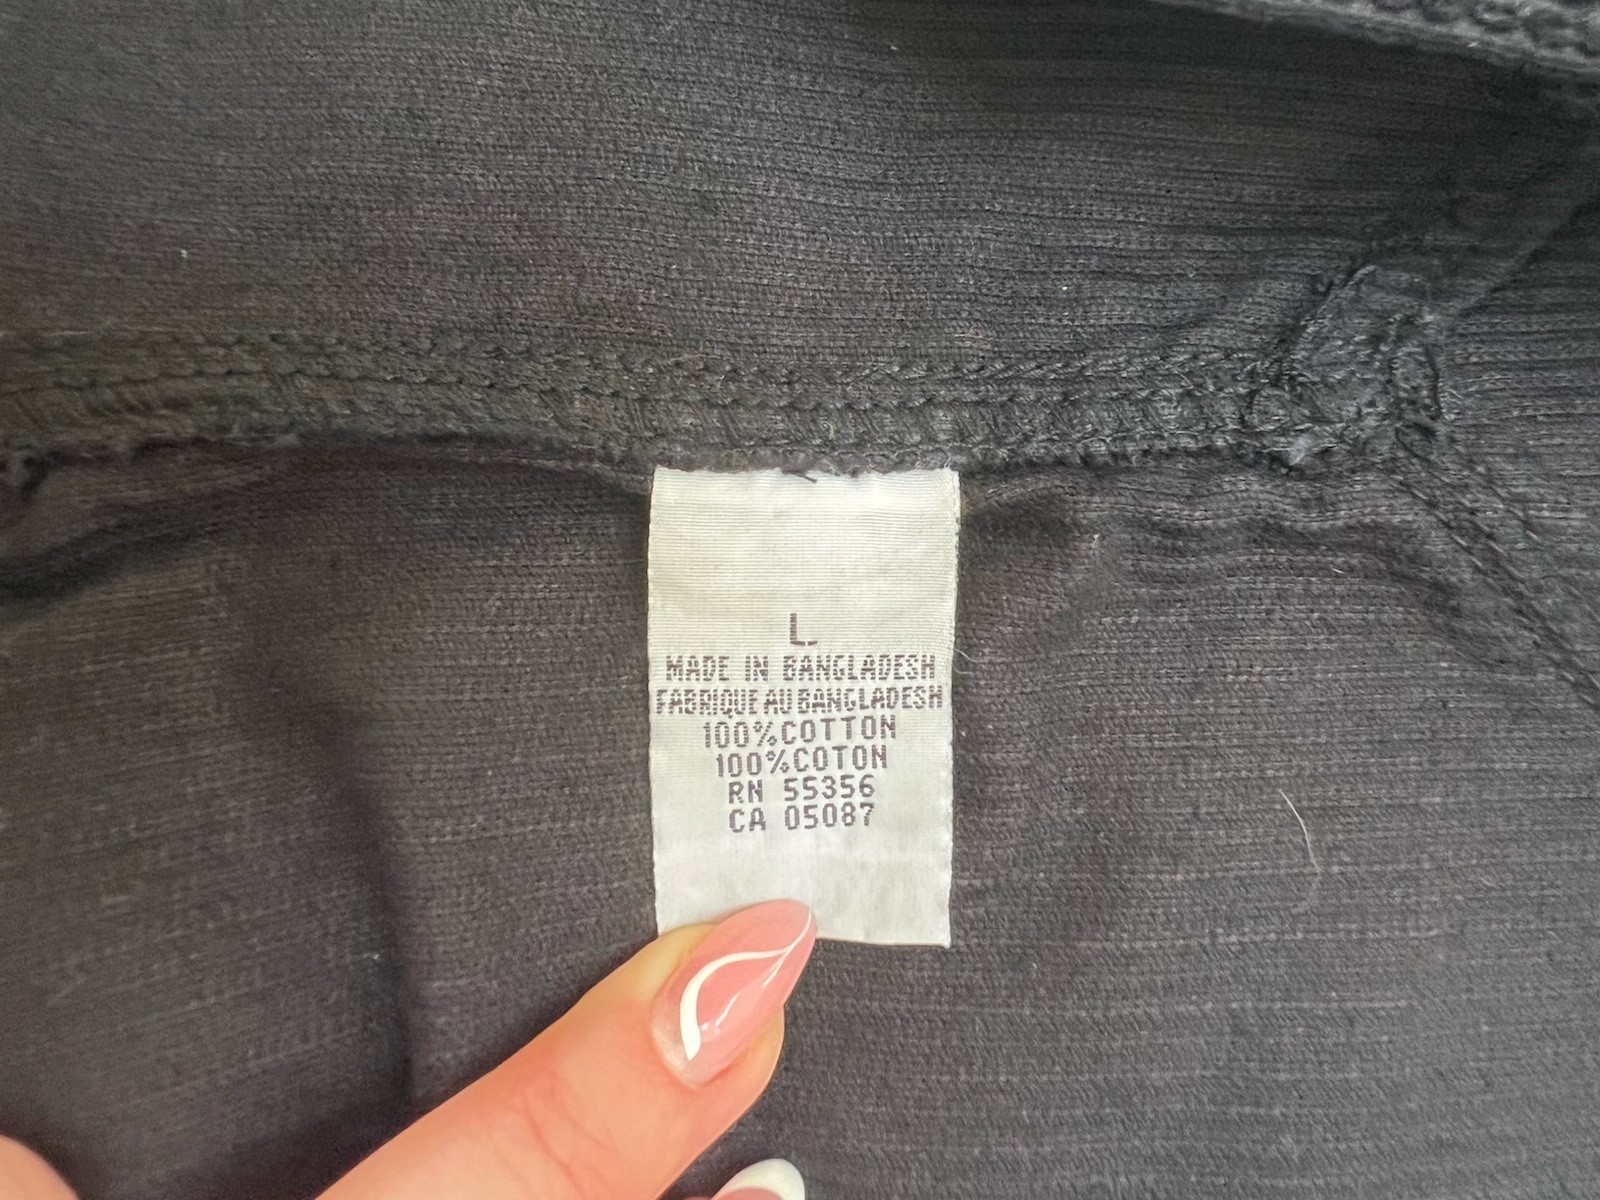 L
MADE IN BANGLADESH
FABRIQUE AU BANGLADESH
100%COTTON
100%COTON
RN 55356
CA 05087